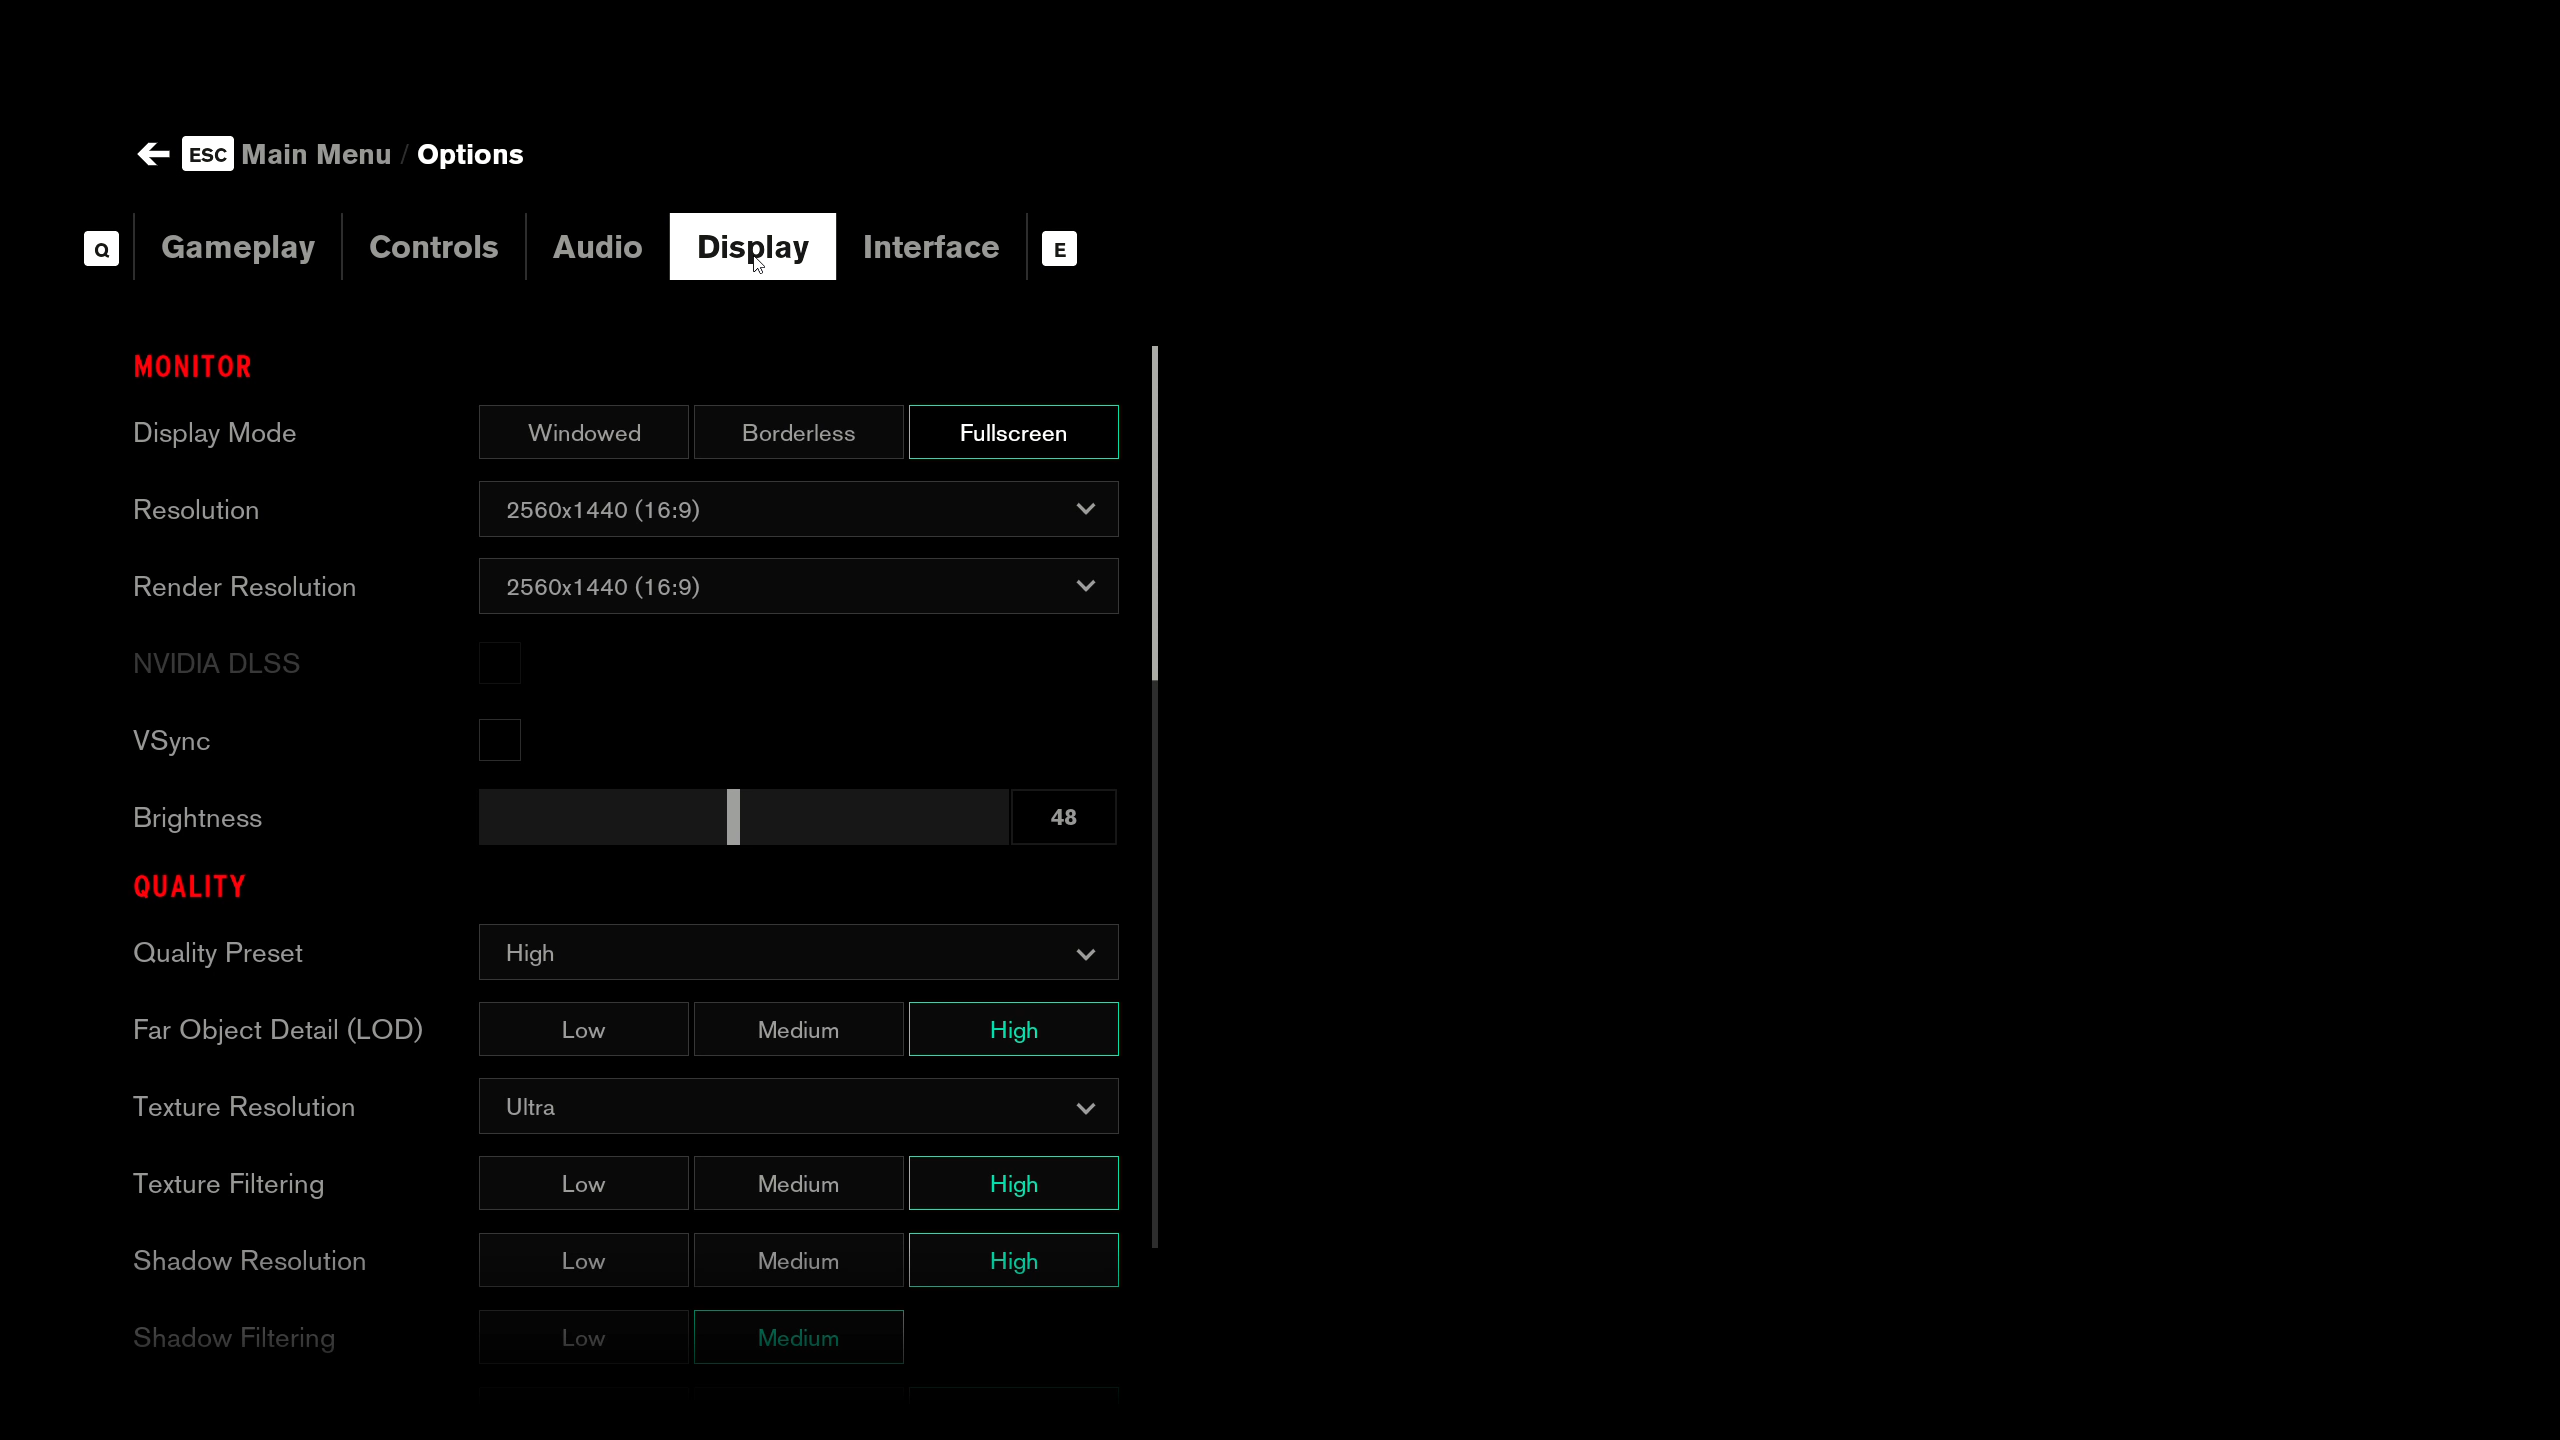 ESC Main Menu / Options
Q Gameplay Controls Audio Display Interface E
MONITOR
Display Mode Windowed Borderless Fullscreen
Resolution 2560x1440 (16:9)
Render Resolution 2560x1440 (16:9)
NVIDIA DLSS
VSync
Brightness 48
QUALITY
Quality Preset High
Far Object Detail (LOD) Low Medium High
Texture Resolution Ultra
Texture Filtering Low Medium High
Shadow Resolution Low Medium High
Shadow Filtering Low Medium